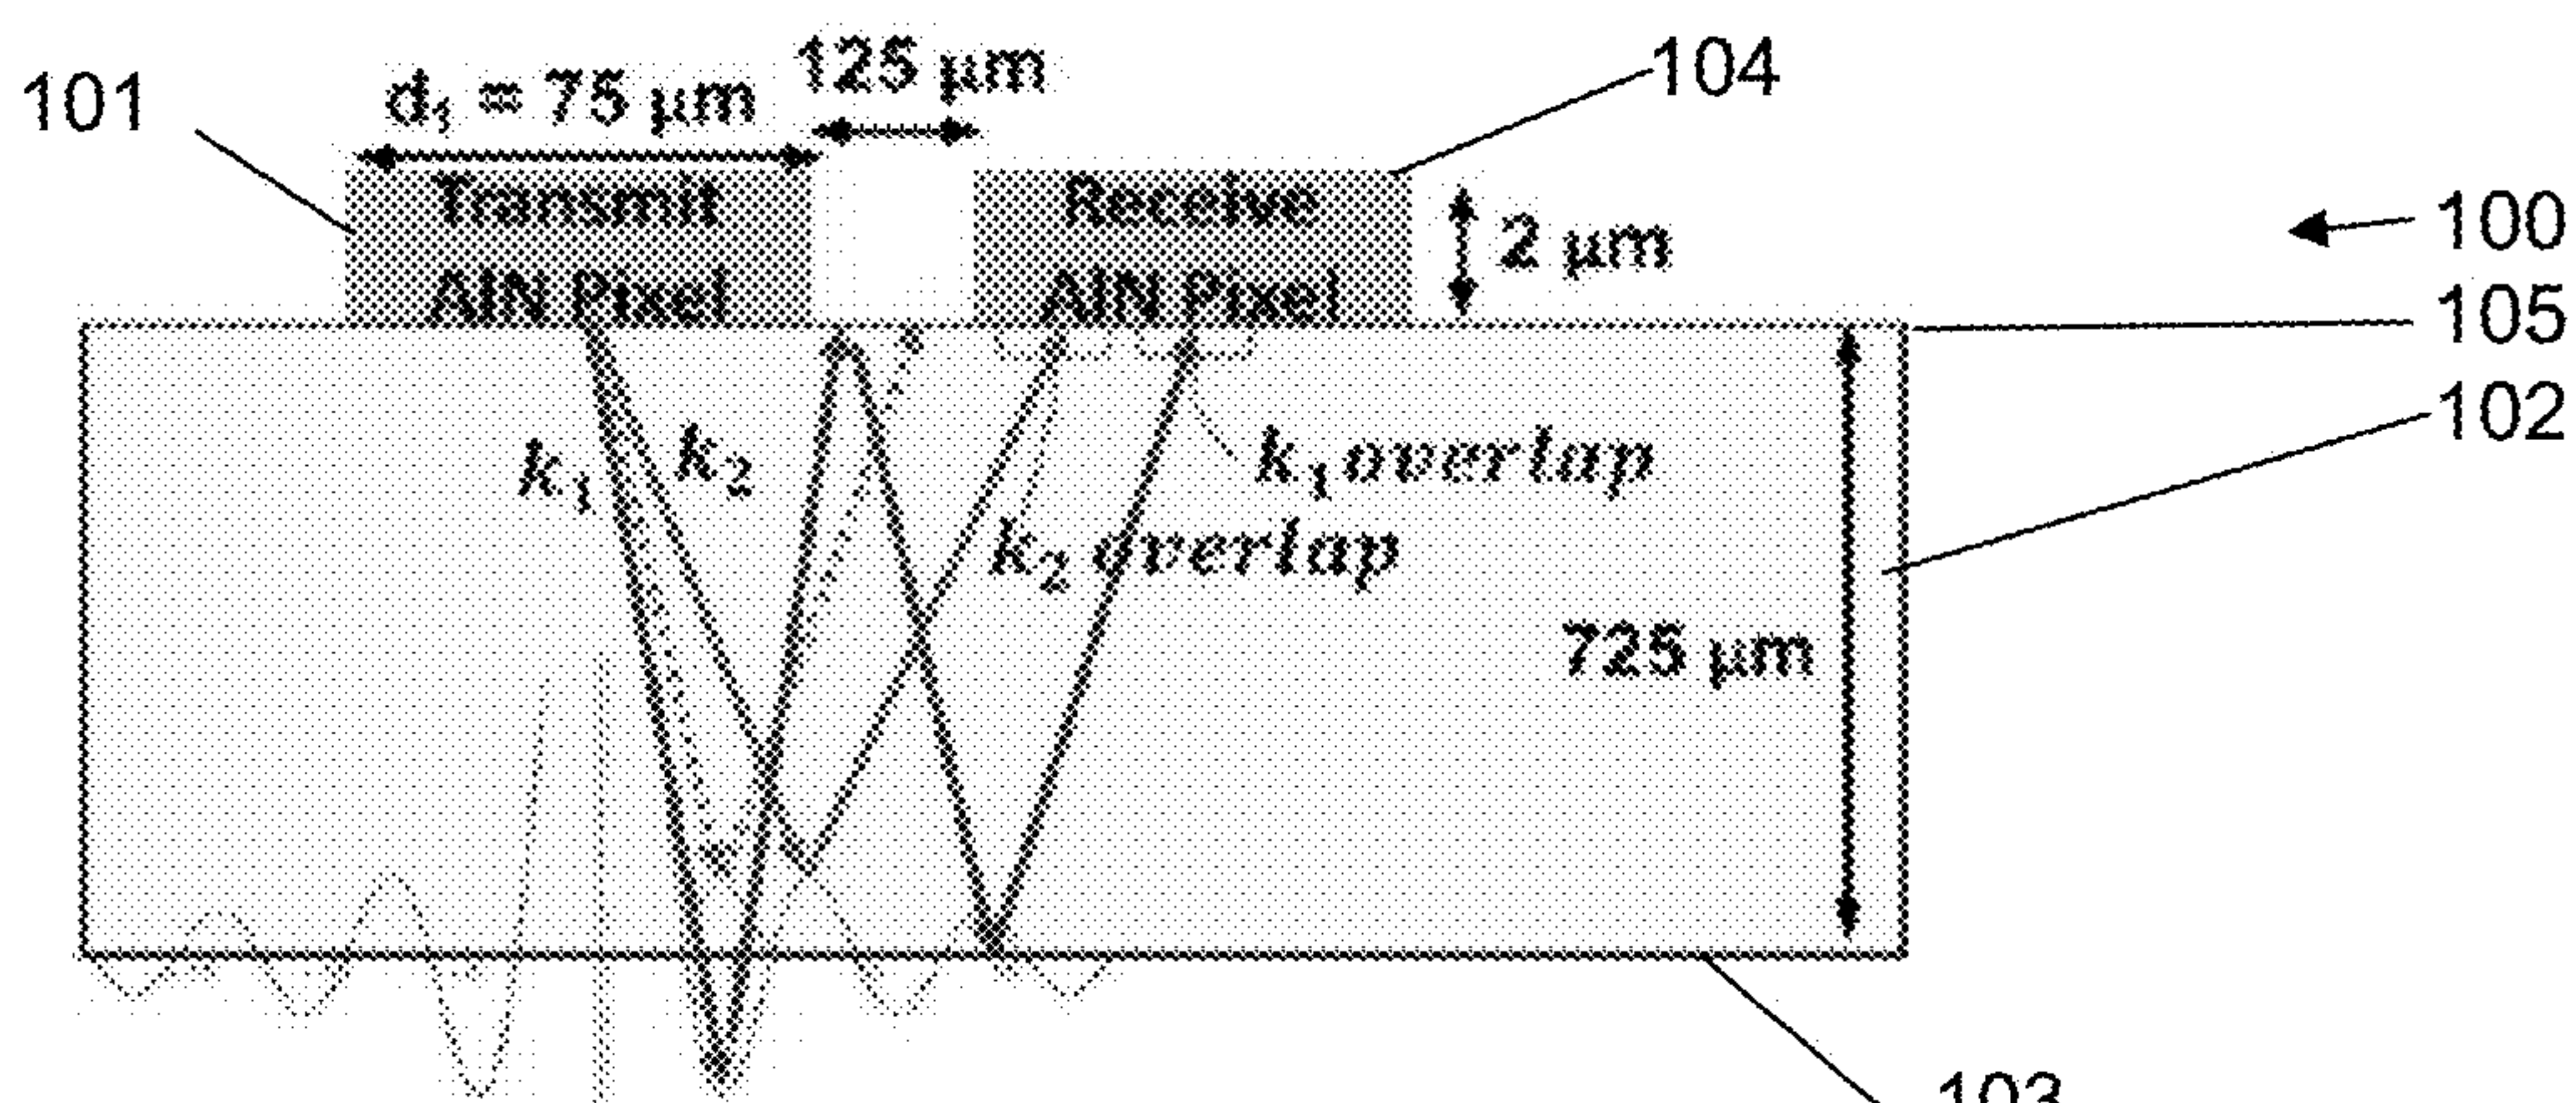 101
d₁ = 75 μm
125 μm
104
Transmit
AlN Pixel
Receive
AlN Pixel
2 μm
100
105
102
k₁
k₂
k₁ overlap
k₂ overlap
725 μm
103